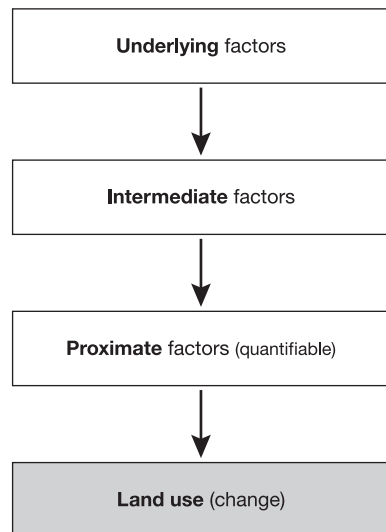 Underlying factors
Intermediate factors
Proximate factors (quantifiable)
Land use (change)